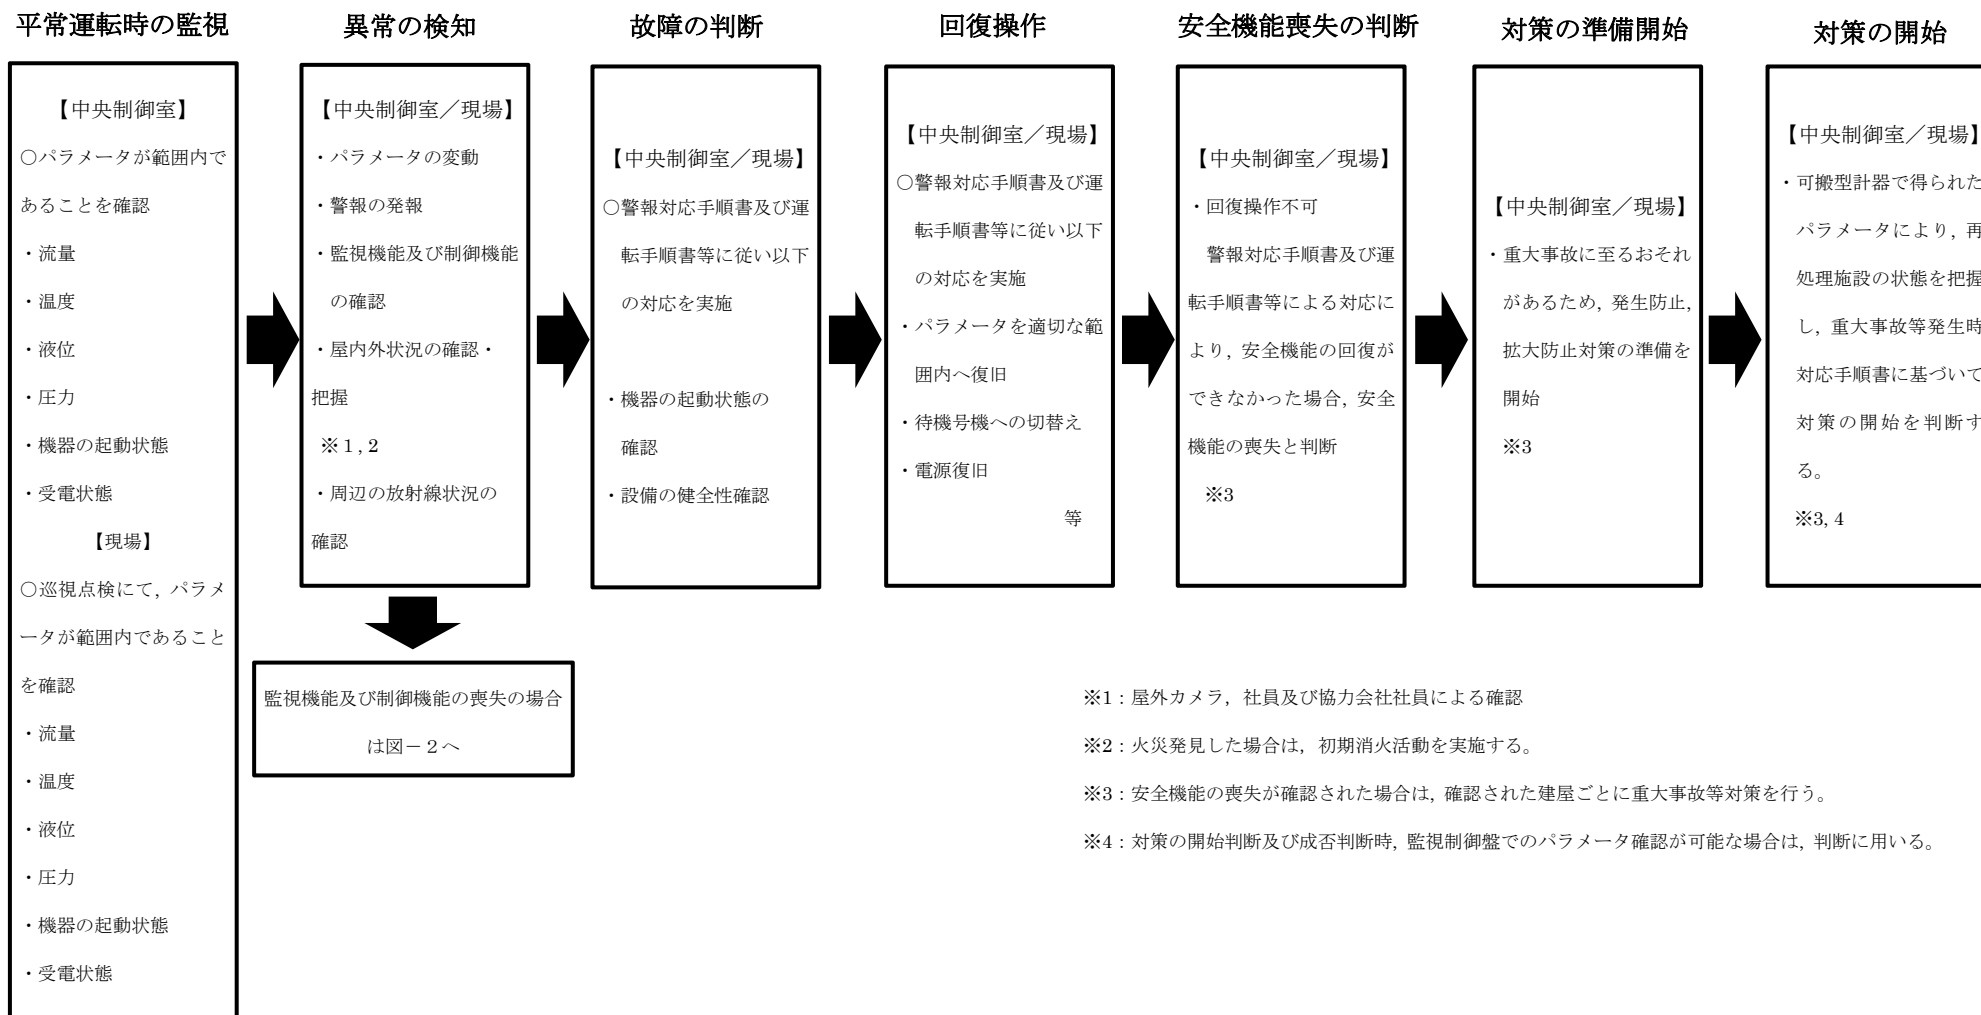 平常運転時の監視
【中央制御室】
○パラメータが範囲内で
あることを確認
・流量
・温度
・液位
・圧力
・機器の起動状態
・受電状態
【現場】
○巡視点検にて，パラメ
ータが範囲内であること
を確認
・流量
・温度
・液位
・圧力
・機器の起動状態
・受電状態
異常の検知
【中央制御室／現場】
・パラメータの変動
・警報の発報
・監視機能及び制御機能
の確認
・屋内外状況の確認・
把握
※1，2
・周辺の放射線状況の
確認
監視機能及び制御機能の喪失の場合
は図－２へ
故障の判断
【中央制御室／現場】
○警報対応手順書及び運
転手順書等に従い以下
の対応を実施
・機器の起動状態の
確認
・設備の健全性確認
回復操作
【中央制御室／現場】
○警報対応手順書及び運
転手順書等に従い以下
の対応を実施
・パラメータを適切な範
囲内へ復旧
・待機号機への切替え
・電源復旧
等
安全機能喪失の判断
【中央制御室／現場】
・回復操作不可
警報対応手順書及び運
転手順書等による対応に
より，安全機能の回復が
できなかった場合，安全
機能の喪失と判断
※3
対策の準備開始
【中央制御室／現場】
・重大事故に至るおそれ
があるため，発生防止，
拡大防止対策の準備を
開始
※3
対策の開始
【中央制御室／現場】
・可搬型計器で得られた
パラメータにより，再
処理施設の状態を把握
し，重大事故等発生時
対応手順書に基づいて
対策の開始を判断す
る。
※3，4
※1：屋外カメラ，社員及び協力会社社員による確認
※2：火災発見した場合は，初期消火活動を実施する。
※3：安全機能の喪失が確認された場合は，確認された建屋ごとに重大事故等対策を行う。
※4：対策の開始判断及び成否判断時，監視制御盤でのパラメータ確認が可能な場合は，判断に用いる。